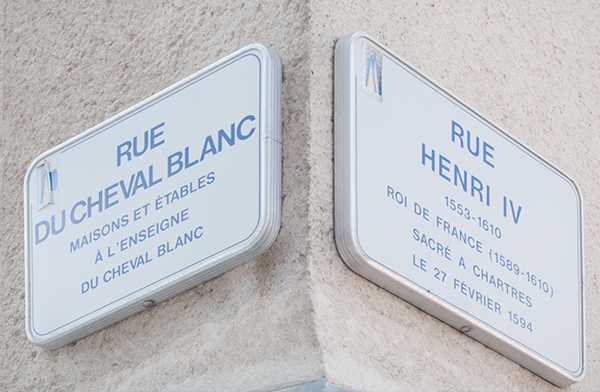 RUE
DU CHEVAL BLANC
MAISONS ET ÉTABLES
À L'ENSEIGNE
DU CHEVAL BLANC
RUE
HENRI IV
1553-1610
ROI DE FRANCE (1589-1610)
SACRÉ A CHARTRES
LE 27 FÉVRIER 1594